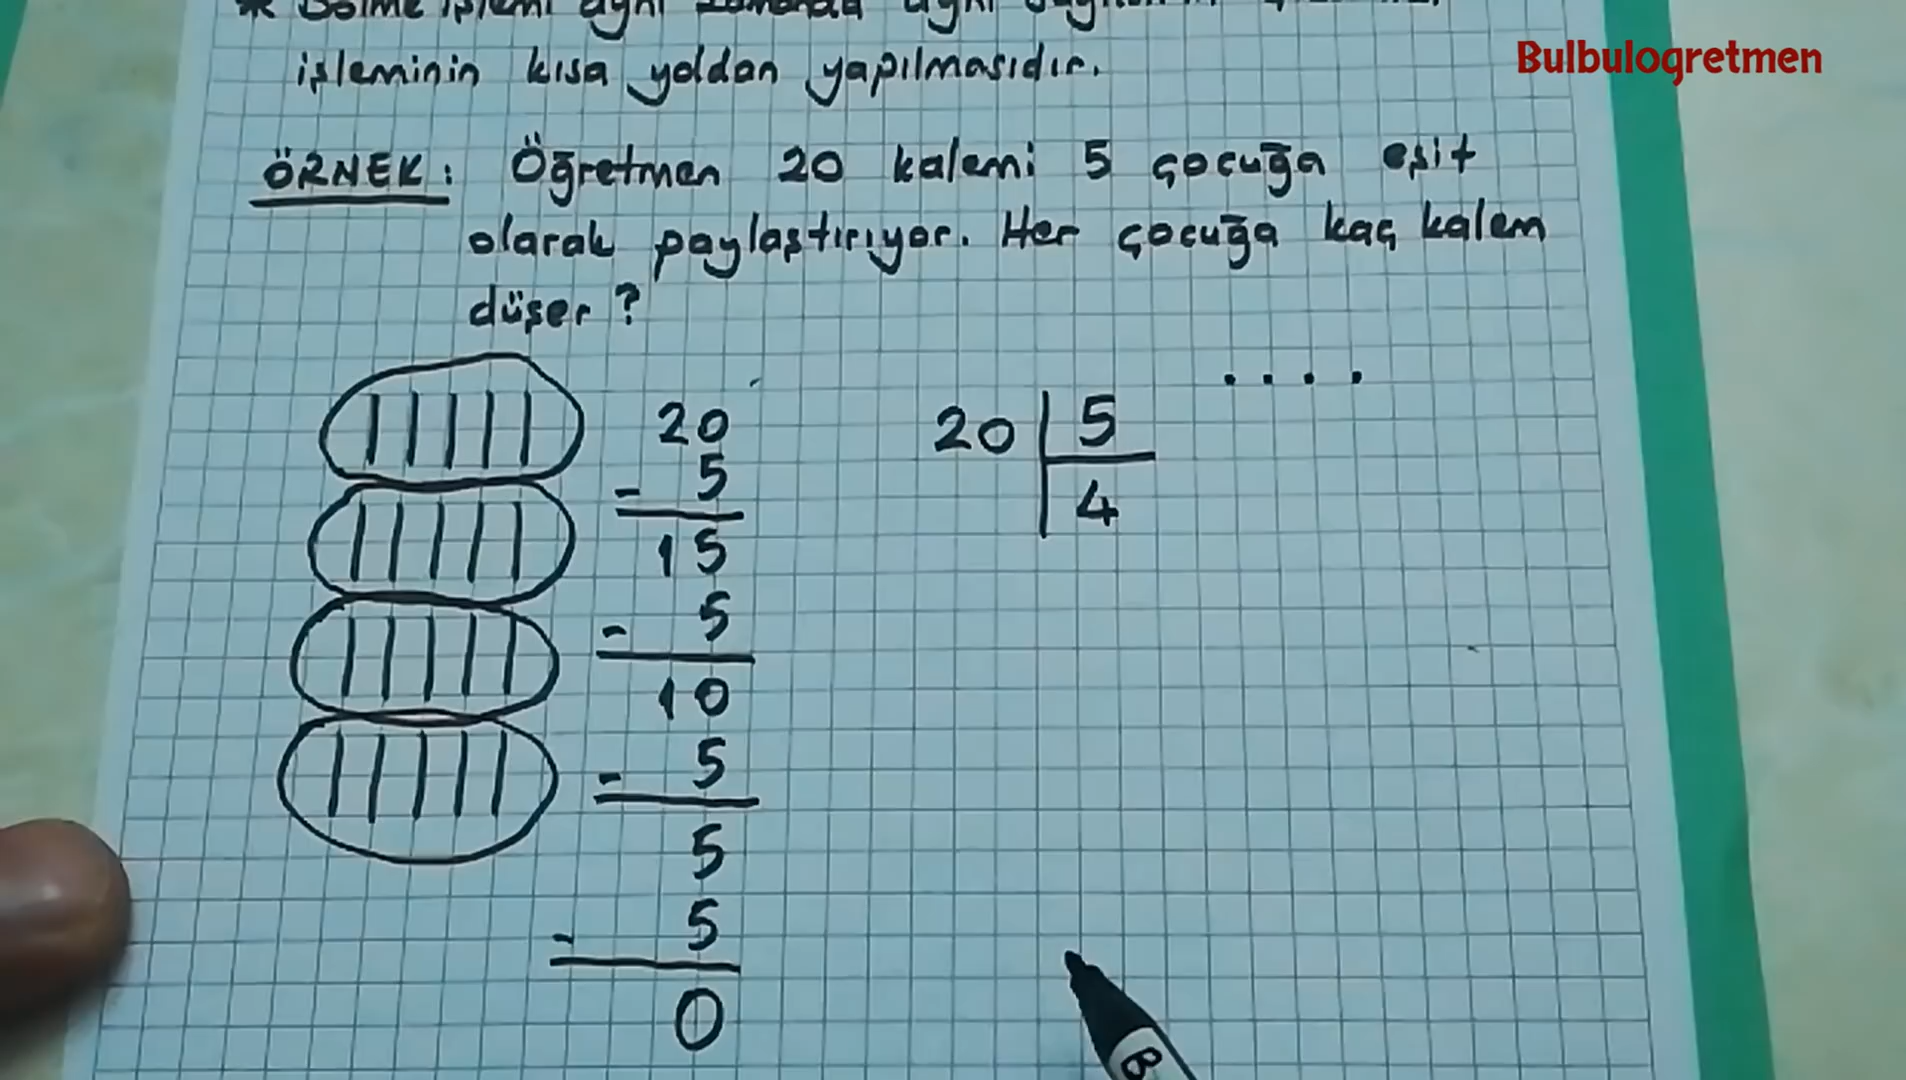 işleminin kısa yoldan yapılmasıdır.
Bulbulogretmen
ÖRNEK: Öğretmen 20 kalemi 5 çocuğa eşit
olarak paylaştırıyor. Her çocuğa kaç kalem
düşer?
20
- 5
15
- 5
10
- 5
5
- 5
0
20 5
4
B